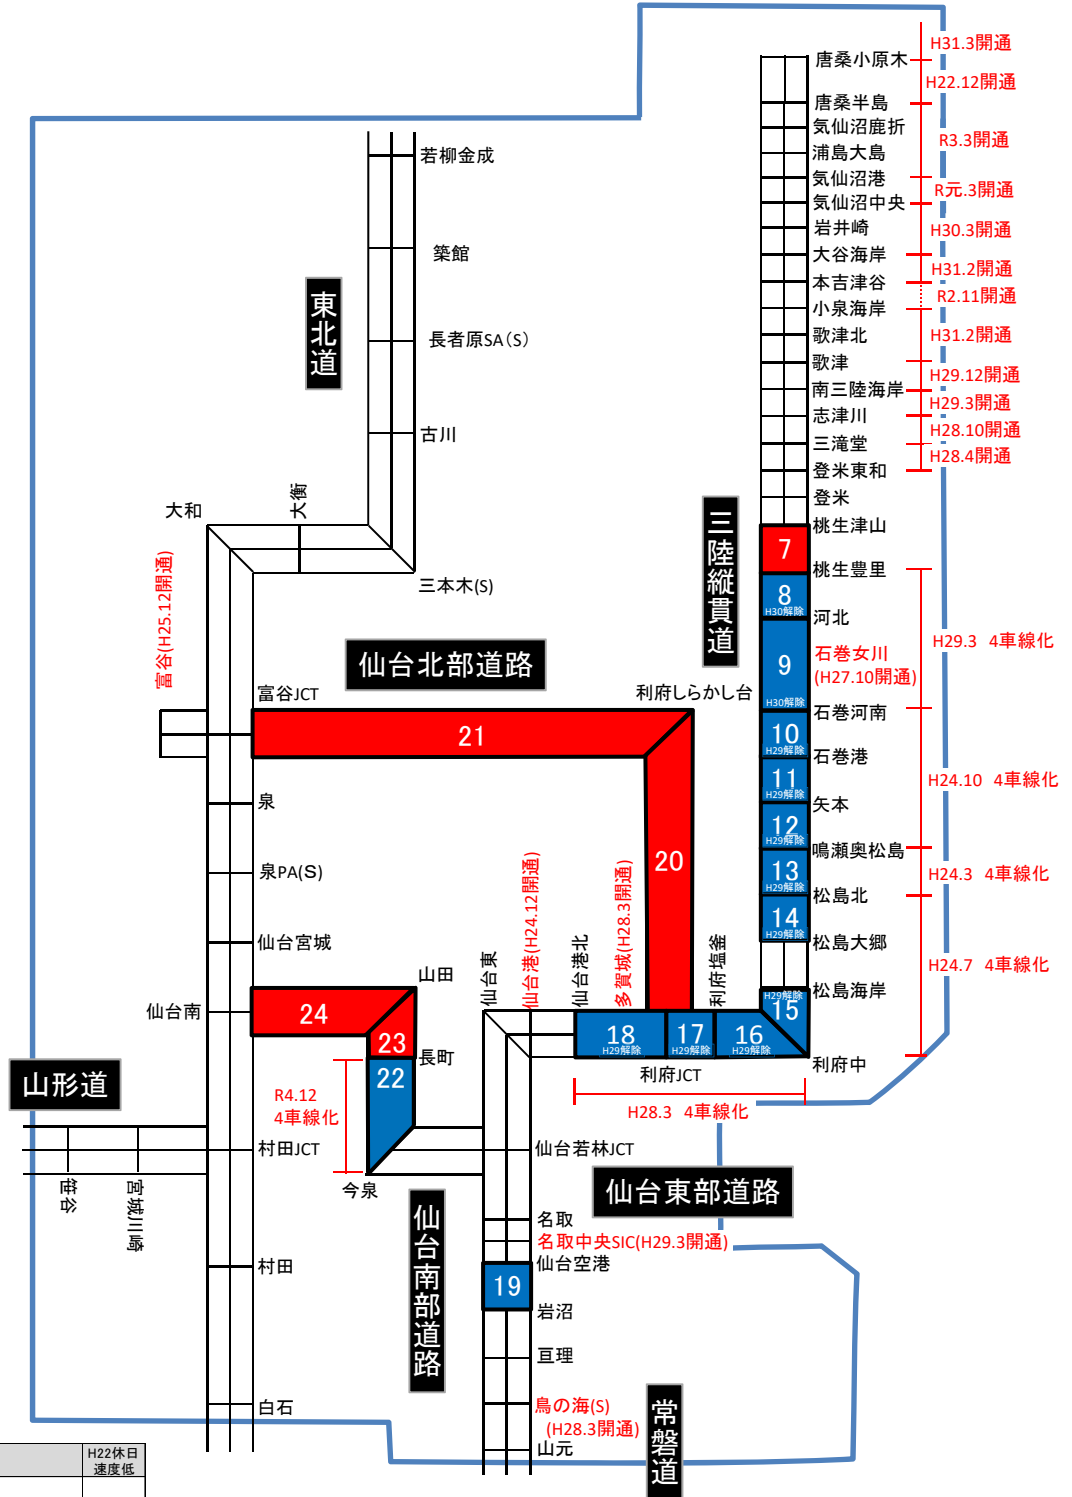 H31.3開通
唐桑小原木
H22.12開通
唐桑半島
気仙沼鹿折
R3.3開通
浦島大島
気仙沼港
R元.3開通
気仙沼中央
岩井崎
H30.3開通
大谷海岸
H31.2開通
本吉津谷
R2.11開通
小泉海岸
歌津北
H31.2開通
歌津
H29.12開通
南三陸海岸
H29.3開通
志津川
H28.10開通
三滝堂
H28.4開通
登米東和
登米
桃生津山
7
桃生豊里
8
H30解除
河北
H29.3 4車線化
9
石巻女川
(H27.10開通)
H30解除
石巻河南
10
H29解除
石巻港
11
H29解除
H24.10 4車線化
矢本
12
H29解除
鳴瀬奥松島
13
H29解除
H24.3 4車線化
松島北
14
H29解除
松島大郷
H24.7 4車線化
松島海岸
H29解除
15
利府中
三陸縦貫道
若柳金成
築館
東北道
長者原SA(S)
古川
大衡
大和
三本木(S)
富谷(H25.12開通)
仙台北部道路
富谷JCT
利府しらかし台
21
20
泉
泉PA(S)
仙台宮城
仙台南
山田
24
23
長町
22
R4.12
4車線化
今泉
仙台東
仙台港(H24.12開通)
仙台港北
多賀城(H28.3開通)
利府塩釜
18
H29解除
17
H29解除
16
H29解除
利府JCT
H28.3 4車線化
山形道
村田JCT
笹谷
宮城川崎
村田
白石
仙台南部道路
仙台若林JCT
仙台東部道路
名取
名取中央SIC(H29.3開通)
仙台空港
19
岩沼
亘理
鳥の海(S)
(H28.3開通)
山元
常磐道
H22休日
速度低